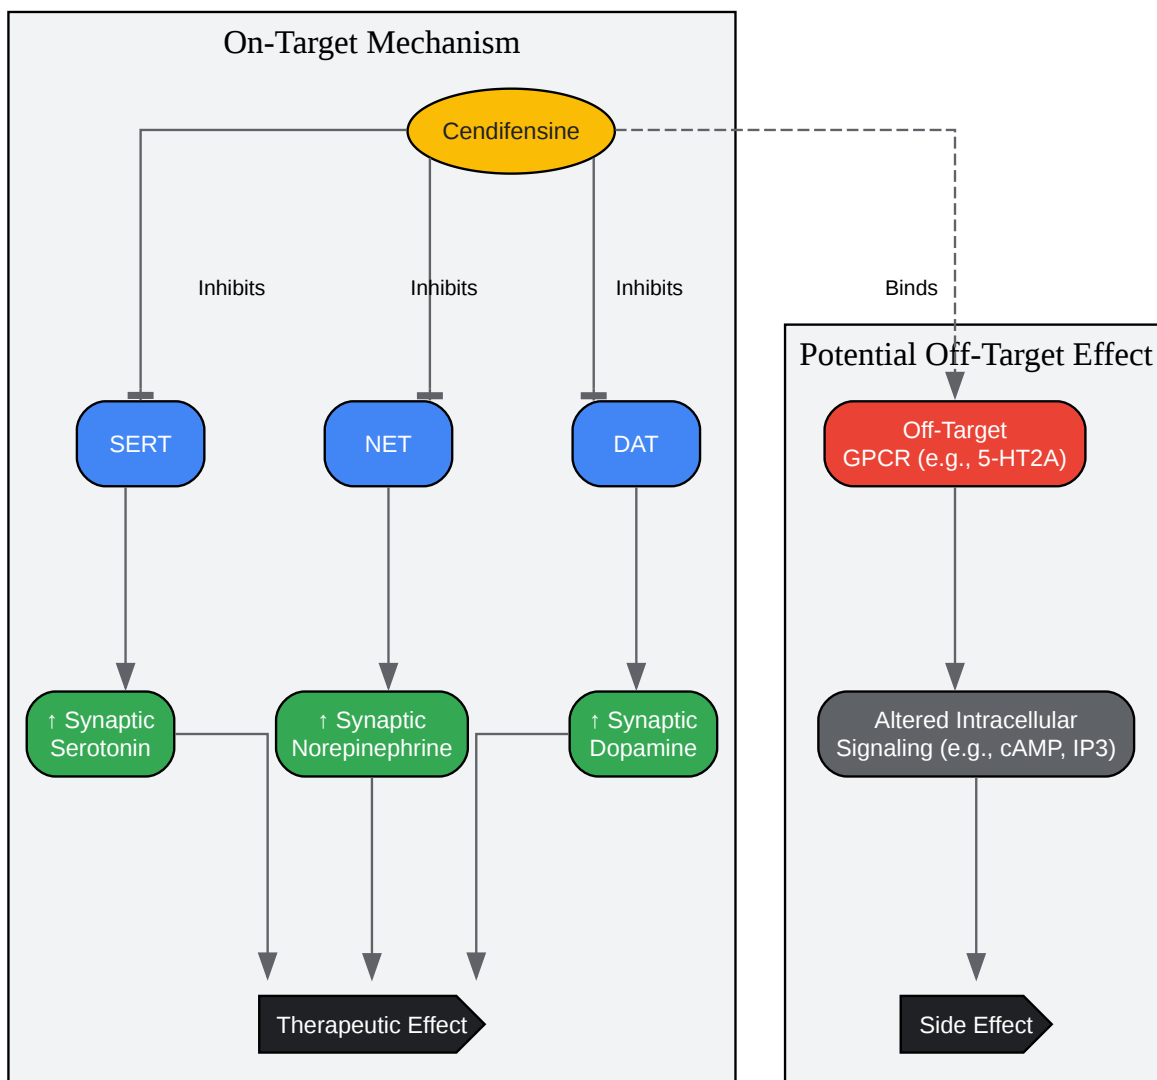 On-Target Mechanism
Cendifensine
Inhibits
Inhibits
Inhibits
Binds
Potential Off-Target Effect
SERT
NET
DAT
Off-Target
GPCR (e.g., 5-HT2A)
↑ Synaptic
Serotonin
↑ Synaptic
Norepinephrine
↑ Synaptic
Dopamine
Altered Intracellular
Signaling (e.g., cAMP, IP3)
Therapeutic Effect
Side Effect